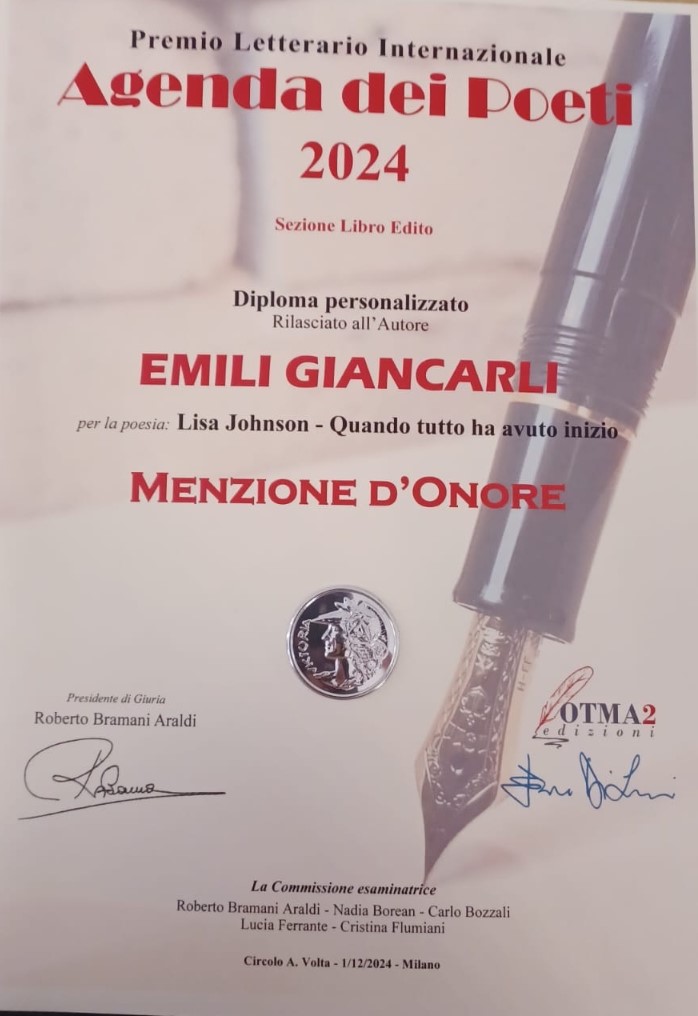 Premio Letterario Internazionale
Agenda dei Poeti
2024
Sezione Libro Edito
Diploma personalizzato
Rilasciato all'Autore
EMILI GIANCARLI
per la poesia: Lisa Johnson - Quando tutto ha avuto inizio
MENZIONE D'ONORE
Presidente di Giuria
Roberto Bramani Araldi
OTMA2
edizioni
La Commissione esaminatrice
Roberto Bramani Araldi - Nadia Borean - Carlo Bozzali
Lucia Ferrante - Cristina Flumiani
Circolo A. Volta - 1/12/2024 - Milano